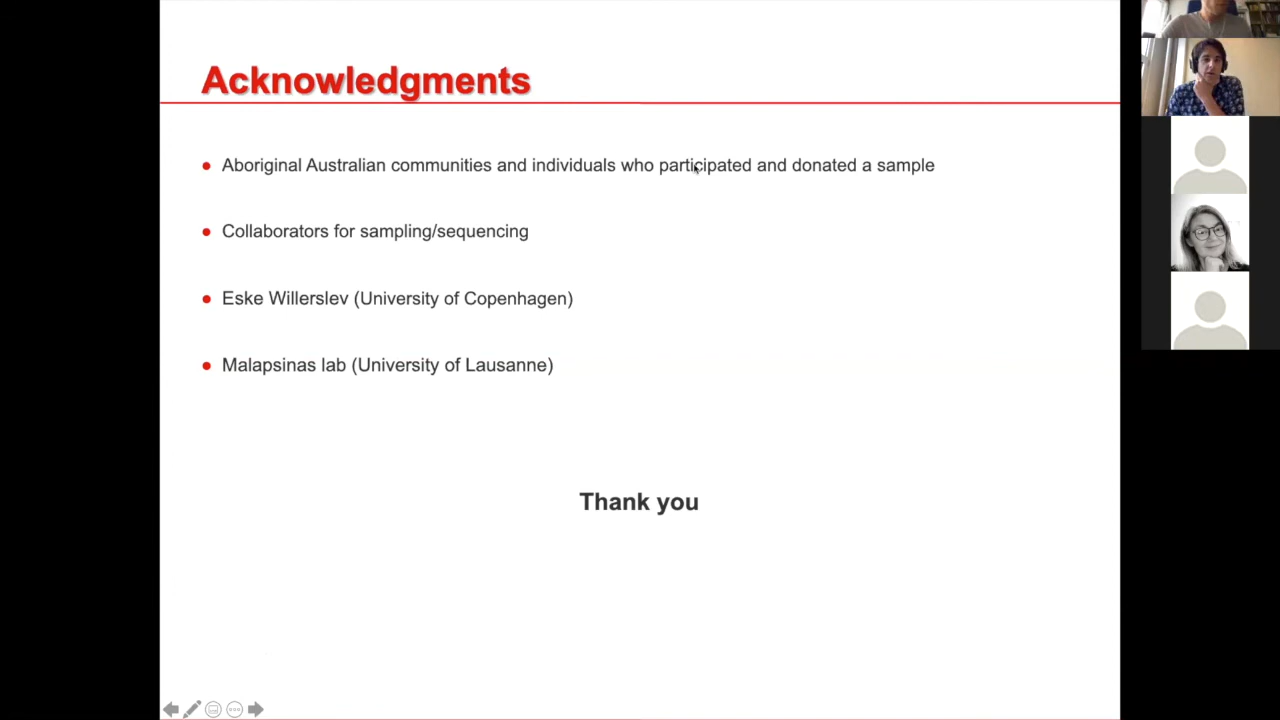 Acknowledgments
Aboriginal Australian communities and individuals who participated and donated a sample
Collaborators for sampling/sequencing
Eske Willerslev (University of Copenhagen)
Malapsinas lab (University of Lausanne)
Thank you